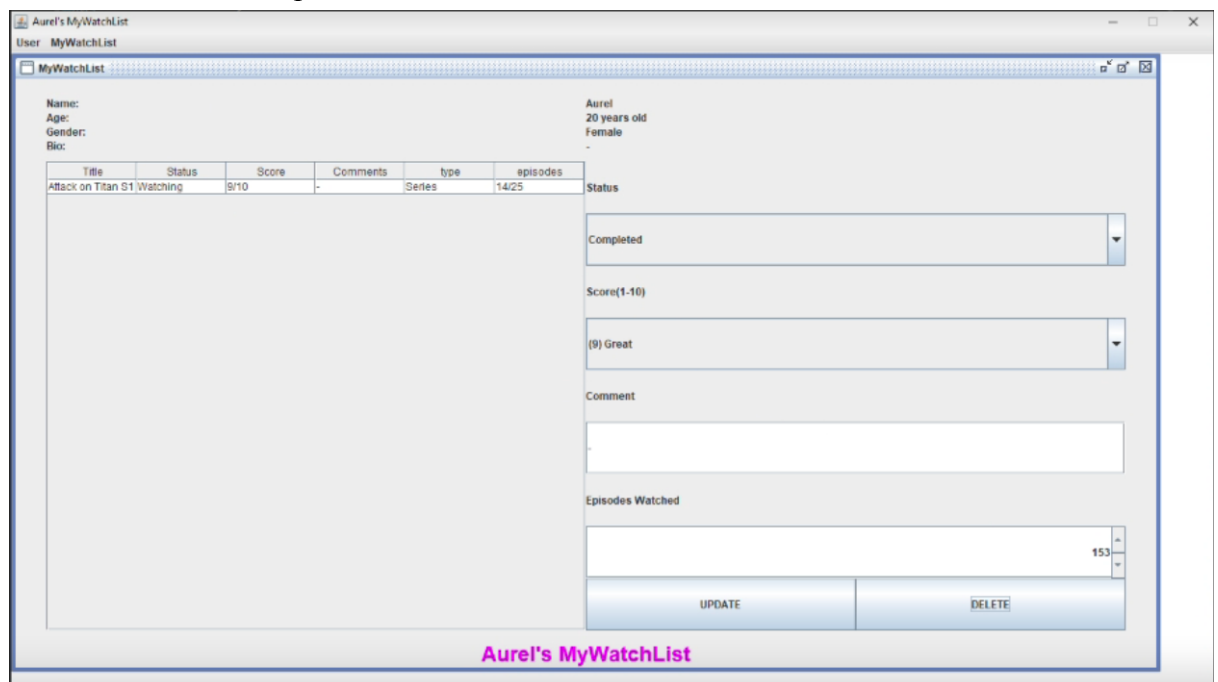 Aurel's MyWatchList
User MyWatchList
MyWatchList
Name: Aurel
Age: 20 years old
Gender: Female
Bio: -
Title Status Score Comments type episodes
Attack on Titan S1 Watching 9/10 - Series 14/25
Status
Completed
Score(1-10)
(9) Great
Comment
-
Episodes Watched
153
UPDATE DELETE
Aurel's MyWatchList